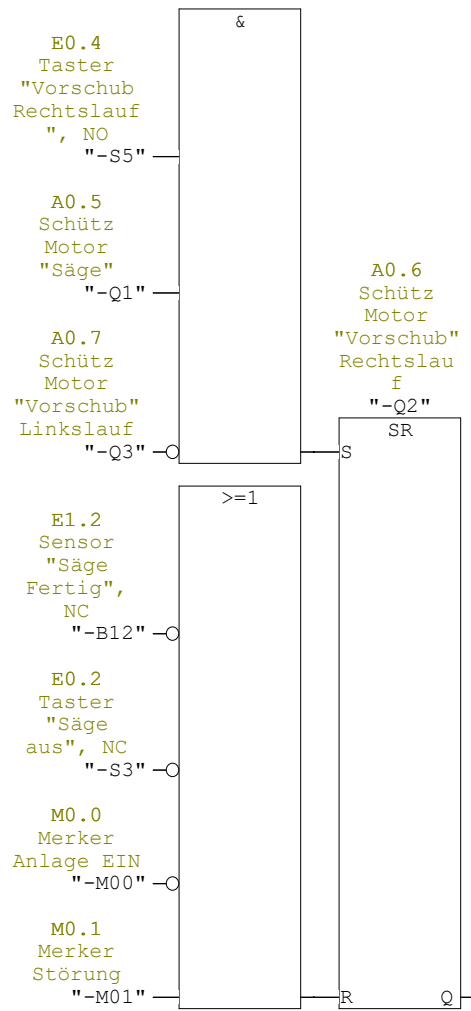 &
E0.4
Taster
"Vorschub
Rechtslauf
", NO
"-S5"
A0.5
Schütz
Motor
"Säge"
"-Q1"
A0.7
Schütz
Motor
"Vorschub"
Linkslauf
"-Q3"
A0.6
Schütz
Motor
"Vorschub"
Rechtslau
f
"-Q2"
SR
S
>=1
E1.2
Sensor
"Säge
Fertig",
NC
"-B12"
E0.2
Taster
"Säge
aus", NC
"-S3"
M0.0
Merker
Anlage EIN
"-M00"
M0.1
Merker
Störung
"-M01"
R
Q